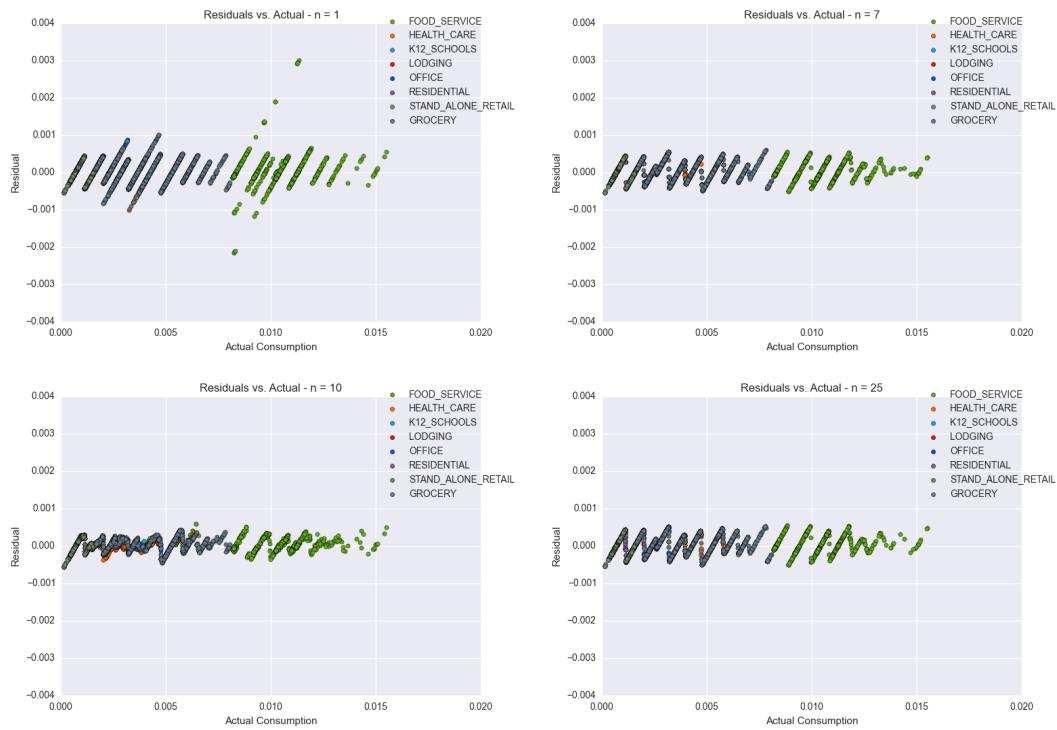 Residuals vs. Actual - n = 1
0.004
0.003
0.002
0.001
0.000
−0.001
−0.002
−0.003
−0.004
Residual
0.000 0.005 0.010 0.015 0.020
Actual Consumption
FOOD_SERVICE
HEALTH_CARE
K12_SCHOOLS
LODGING
OFFICE
RESIDENTIAL
STAND_ALONE_RETAIL
GROCERY
Residuals vs. Actual - n = 7
0.004
0.003
0.002
0.001
0.000
−0.001
−0.002
−0.003
−0.004
Residual
0.000 0.005 0.010 0.015 0.020
Actual Consumption
FOOD_SERVICE
HEALTH_CARE
K12_SCHOOLS
LODGING
OFFICE
RESIDENTIAL
STAND_ALONE_RETAIL
GROCERY
Residuals vs. Actual - n = 10
0.004
0.003
0.002
0.001
0.000
−0.001
−0.002
−0.003
−0.004
Residual
0.000 0.005 0.010 0.015 0.020
Actual Consumption
FOOD_SERVICE
HEALTH_CARE
K12_SCHOOLS
LODGING
OFFICE
RESIDENTIAL
STAND_ALONE_RETAIL
GROCERY
Residuals vs. Actual - n = 25
0.004
0.003
0.002
0.001
0.000
−0.001
−0.002
−0.003
−0.004
Residual
0.000 0.005 0.010 0.015 0.020
Actual Consumption
FOOD_SERVICE
HEALTH_CARE
K12_SCHOOLS
LODGING
OFFICE
RESIDENTIAL
STAND_ALONE_RETAIL
GROCERY